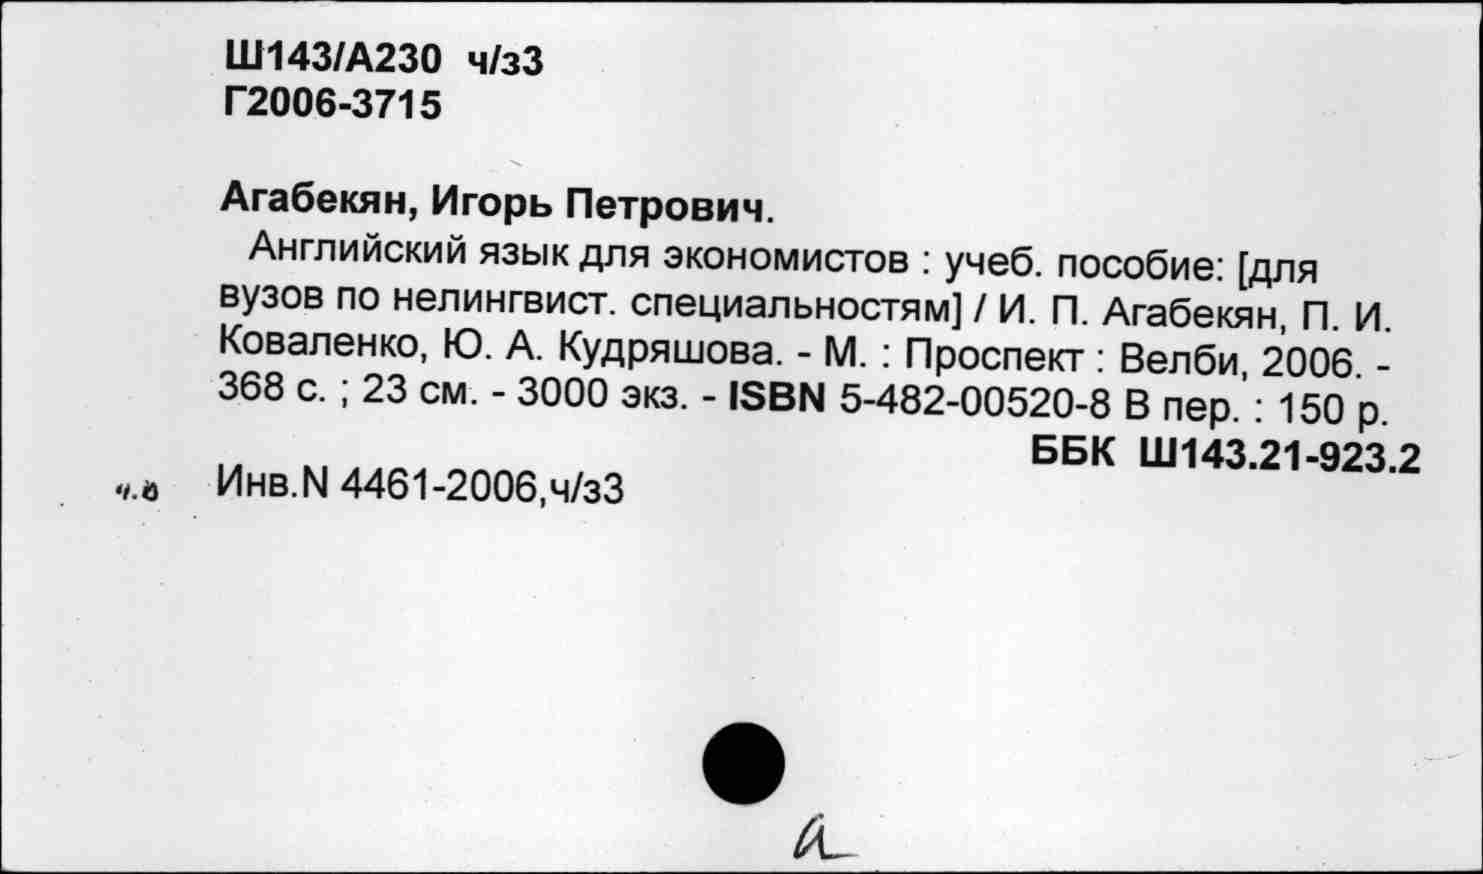 Ш143/А230 ч/з3
Г2006-3715
Агабекян, Игорь Петрович.
Английский язык для экономистов : учеб. пособие: [для
вузов по нелингвист. специальностям] / И. П. Агабекян, П. И.
Коваленко, Ю. А. Кудряшова. - М. : Проспект : Велби, 2006. -
368 с. ; 23 см. - 3000 экз. - ISBN 5-482-00520-8 В пер. : 150 р.
ББК Ш143.21-923.2
Инв.N 4461-2006,ч/з3
а